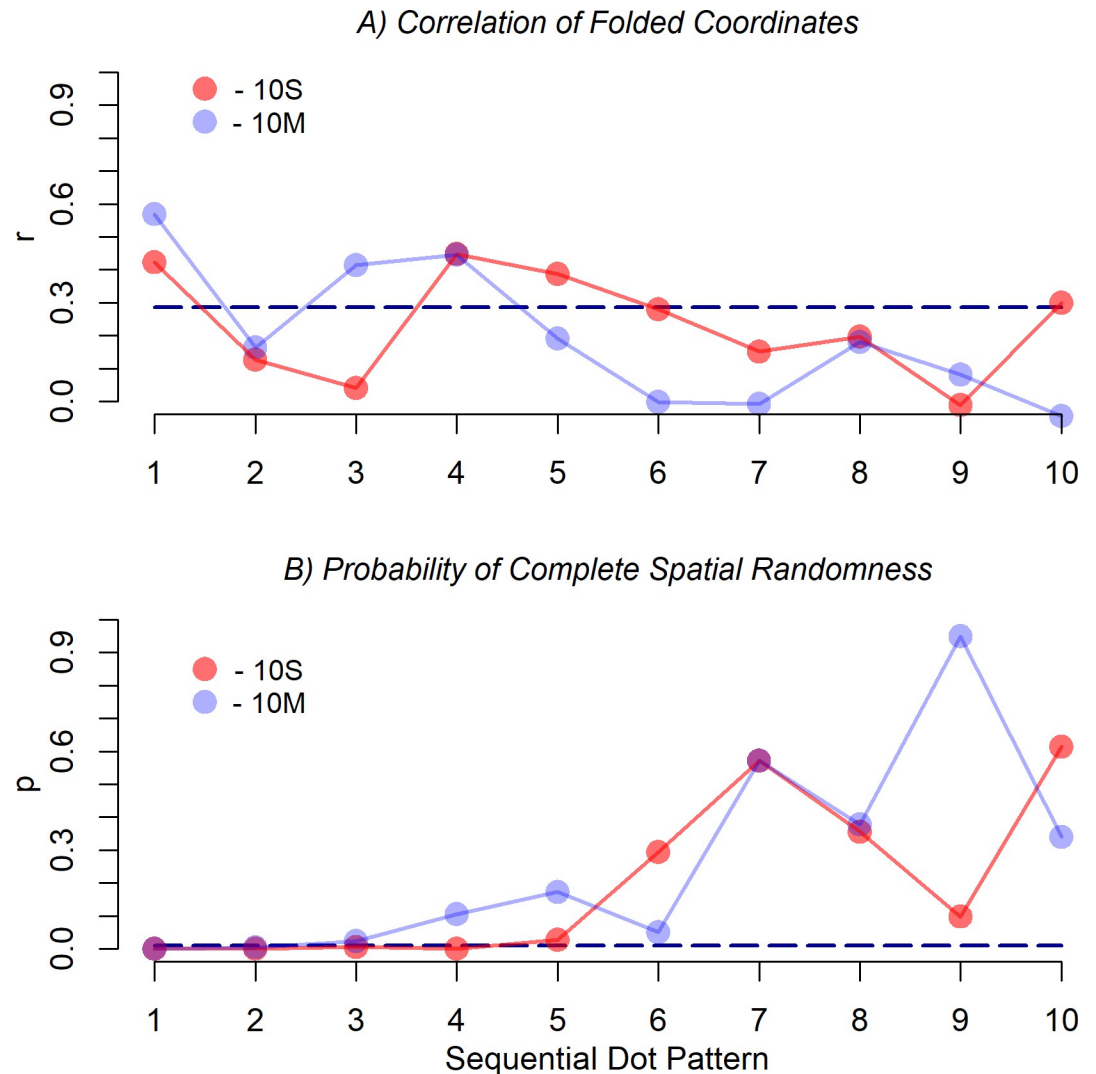 A) Correlation of Folded Coordinates
- 10S
- 10M
r
0.9
0.6
0.3
0.0
1 2 3 4 5 6 7 8 9 10
B) Probability of Complete Spatial Randomness
- 10S
- 10M
p
0.9
0.6
0.3
0.0
1 2 3 4 5 6 7 8 9 10
Sequential Dot Pattern